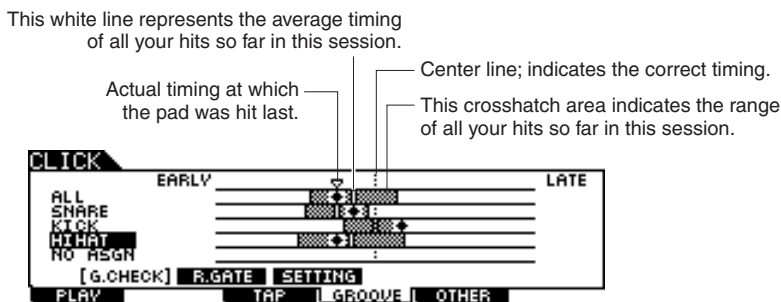 This white line represents the average timing
of all your hits so far in this session.
Actual timing at which
the pad was hit last.
Center line; indicates the correct timing.
This crosshatch area indicates the range
of all your hits so far in this session.
CLICK
EARLY
LATE
ALL
SNARE
KICK
HIHAT
NO ASGN
[G.CHECK] R.GATE SETTING
PLAY TAP GROOVE OTHER